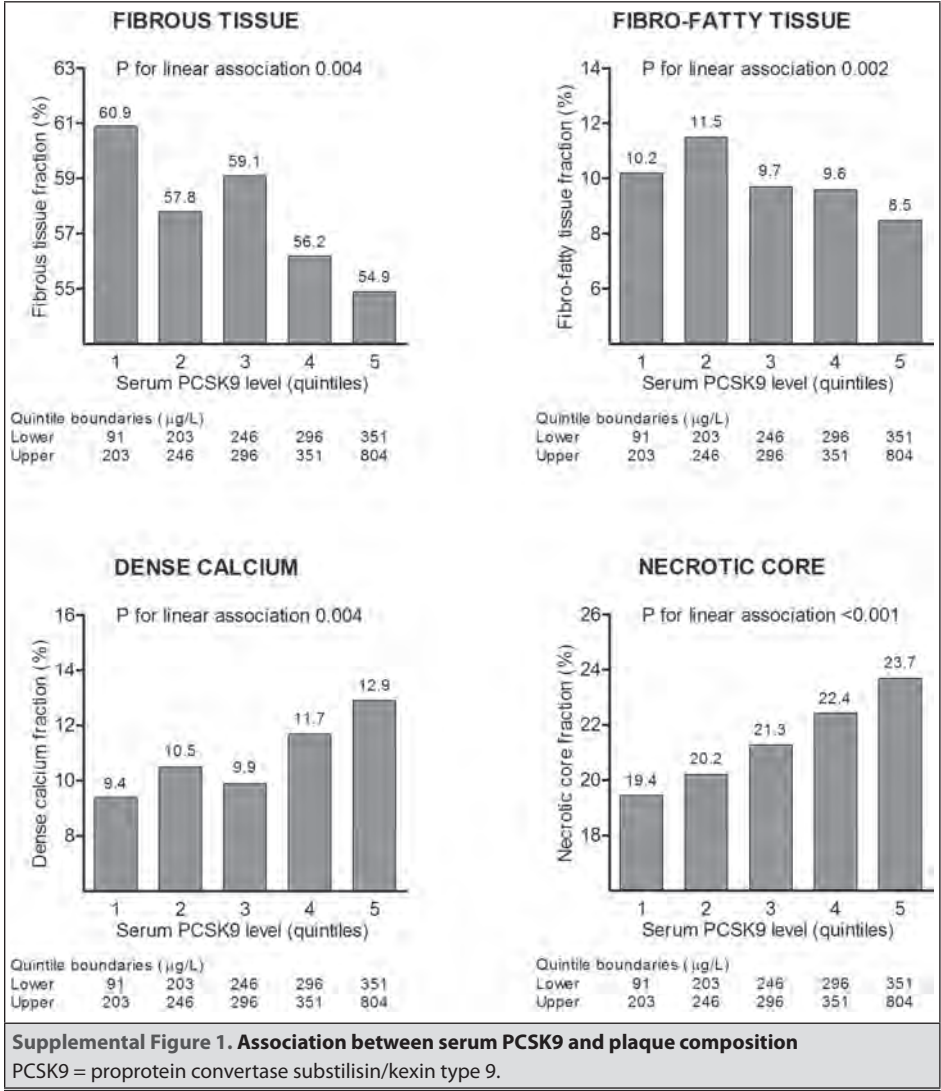 FIBROUS TISSUE
P for linear association 0.004
Fibrous tissue fraction (%)
63
61
59
57
55
60.9
57.8
59.1
56.2
54.9
1 2 3 4 5
Serum PCSK9 level (quintiles)
Quintile boundaries (µg/L)
Lower 91 203 246 296 351
Upper 203 246 296 351 804
FIBRO-FATTY TISSUE
P for linear association 0.002
Fibro-fatty tissue fraction (%)
14
12
10
8
6
10.2
11.5
9.7
9.6
8.5
1 2 3 4 5
Serum PCSK9 level (quintiles)
Quintile boundaries (µg/L)
Lower 91 203 246 296 351
Upper 203 246 296 351 804
DENSE CALCIUM
P for linear association 0.004
Dense calcium fraction (%)
16
14
12
10
8
9.4
10.5
9.9
11.7
12.9
1 2 3 4 5
Serum PCSK9 level (quintiles)
Quintile boundaries (µg/L)
Lower 91 203 246 296 351
Upper 203 246 296 351 804
NECROTIC CORE
P for linear association <0.001
Necrotic core fraction (%)
26
24
22
20
18
19.4
20.2
21.3
22.4
23.7
1 2 3 4 5
Serum PCSK9 level (quintiles)
Quintile boundaries (µg/L)
Lower 91 203 246 296 351
Upper 203 246 296 351 804
Supplemental Figure 1. Association between serum PCSK9 and plaque composition
PCSK9 = proprotein convertase substilisin/kexin type 9.